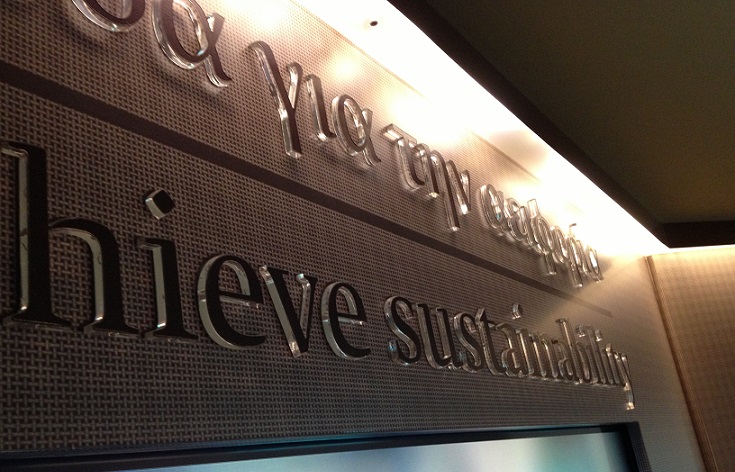 για την αειφορία
hieve sustainability